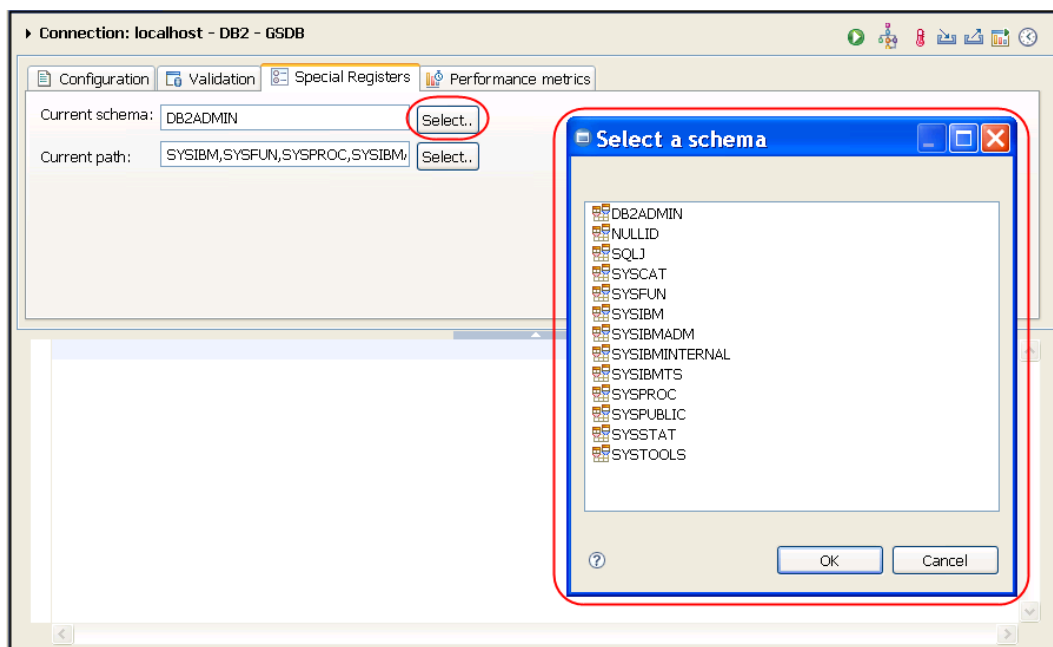 Connection: localhost - DB2 - GSDB
Configuration Validation Special Registers Performance metrics
Current schema: DB2ADMIN Select..
Current path: SYSIBM,SYSFUN,SYSPROC,SYSIBM Select..
Select a schema
DB2ADMIN
NULLID
SQLJ
SYSCAT
SYSFUN
SYSIBM
SYSIBMADM
SYSIBMINTERNAL
SYSIBMTS
SYSPROC
SYSPUBLIC
SYSSTAT
SYSTOOLS
OK Cancel